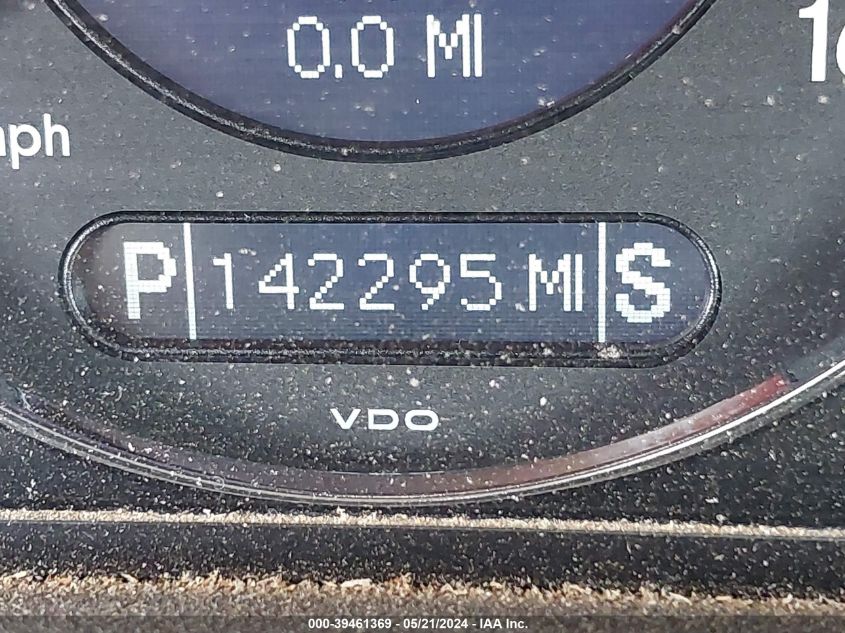 0.0 MI
mph
P 142295 MI S
VDO
000-39461369 - 05/21/2024 - IAA Inc.